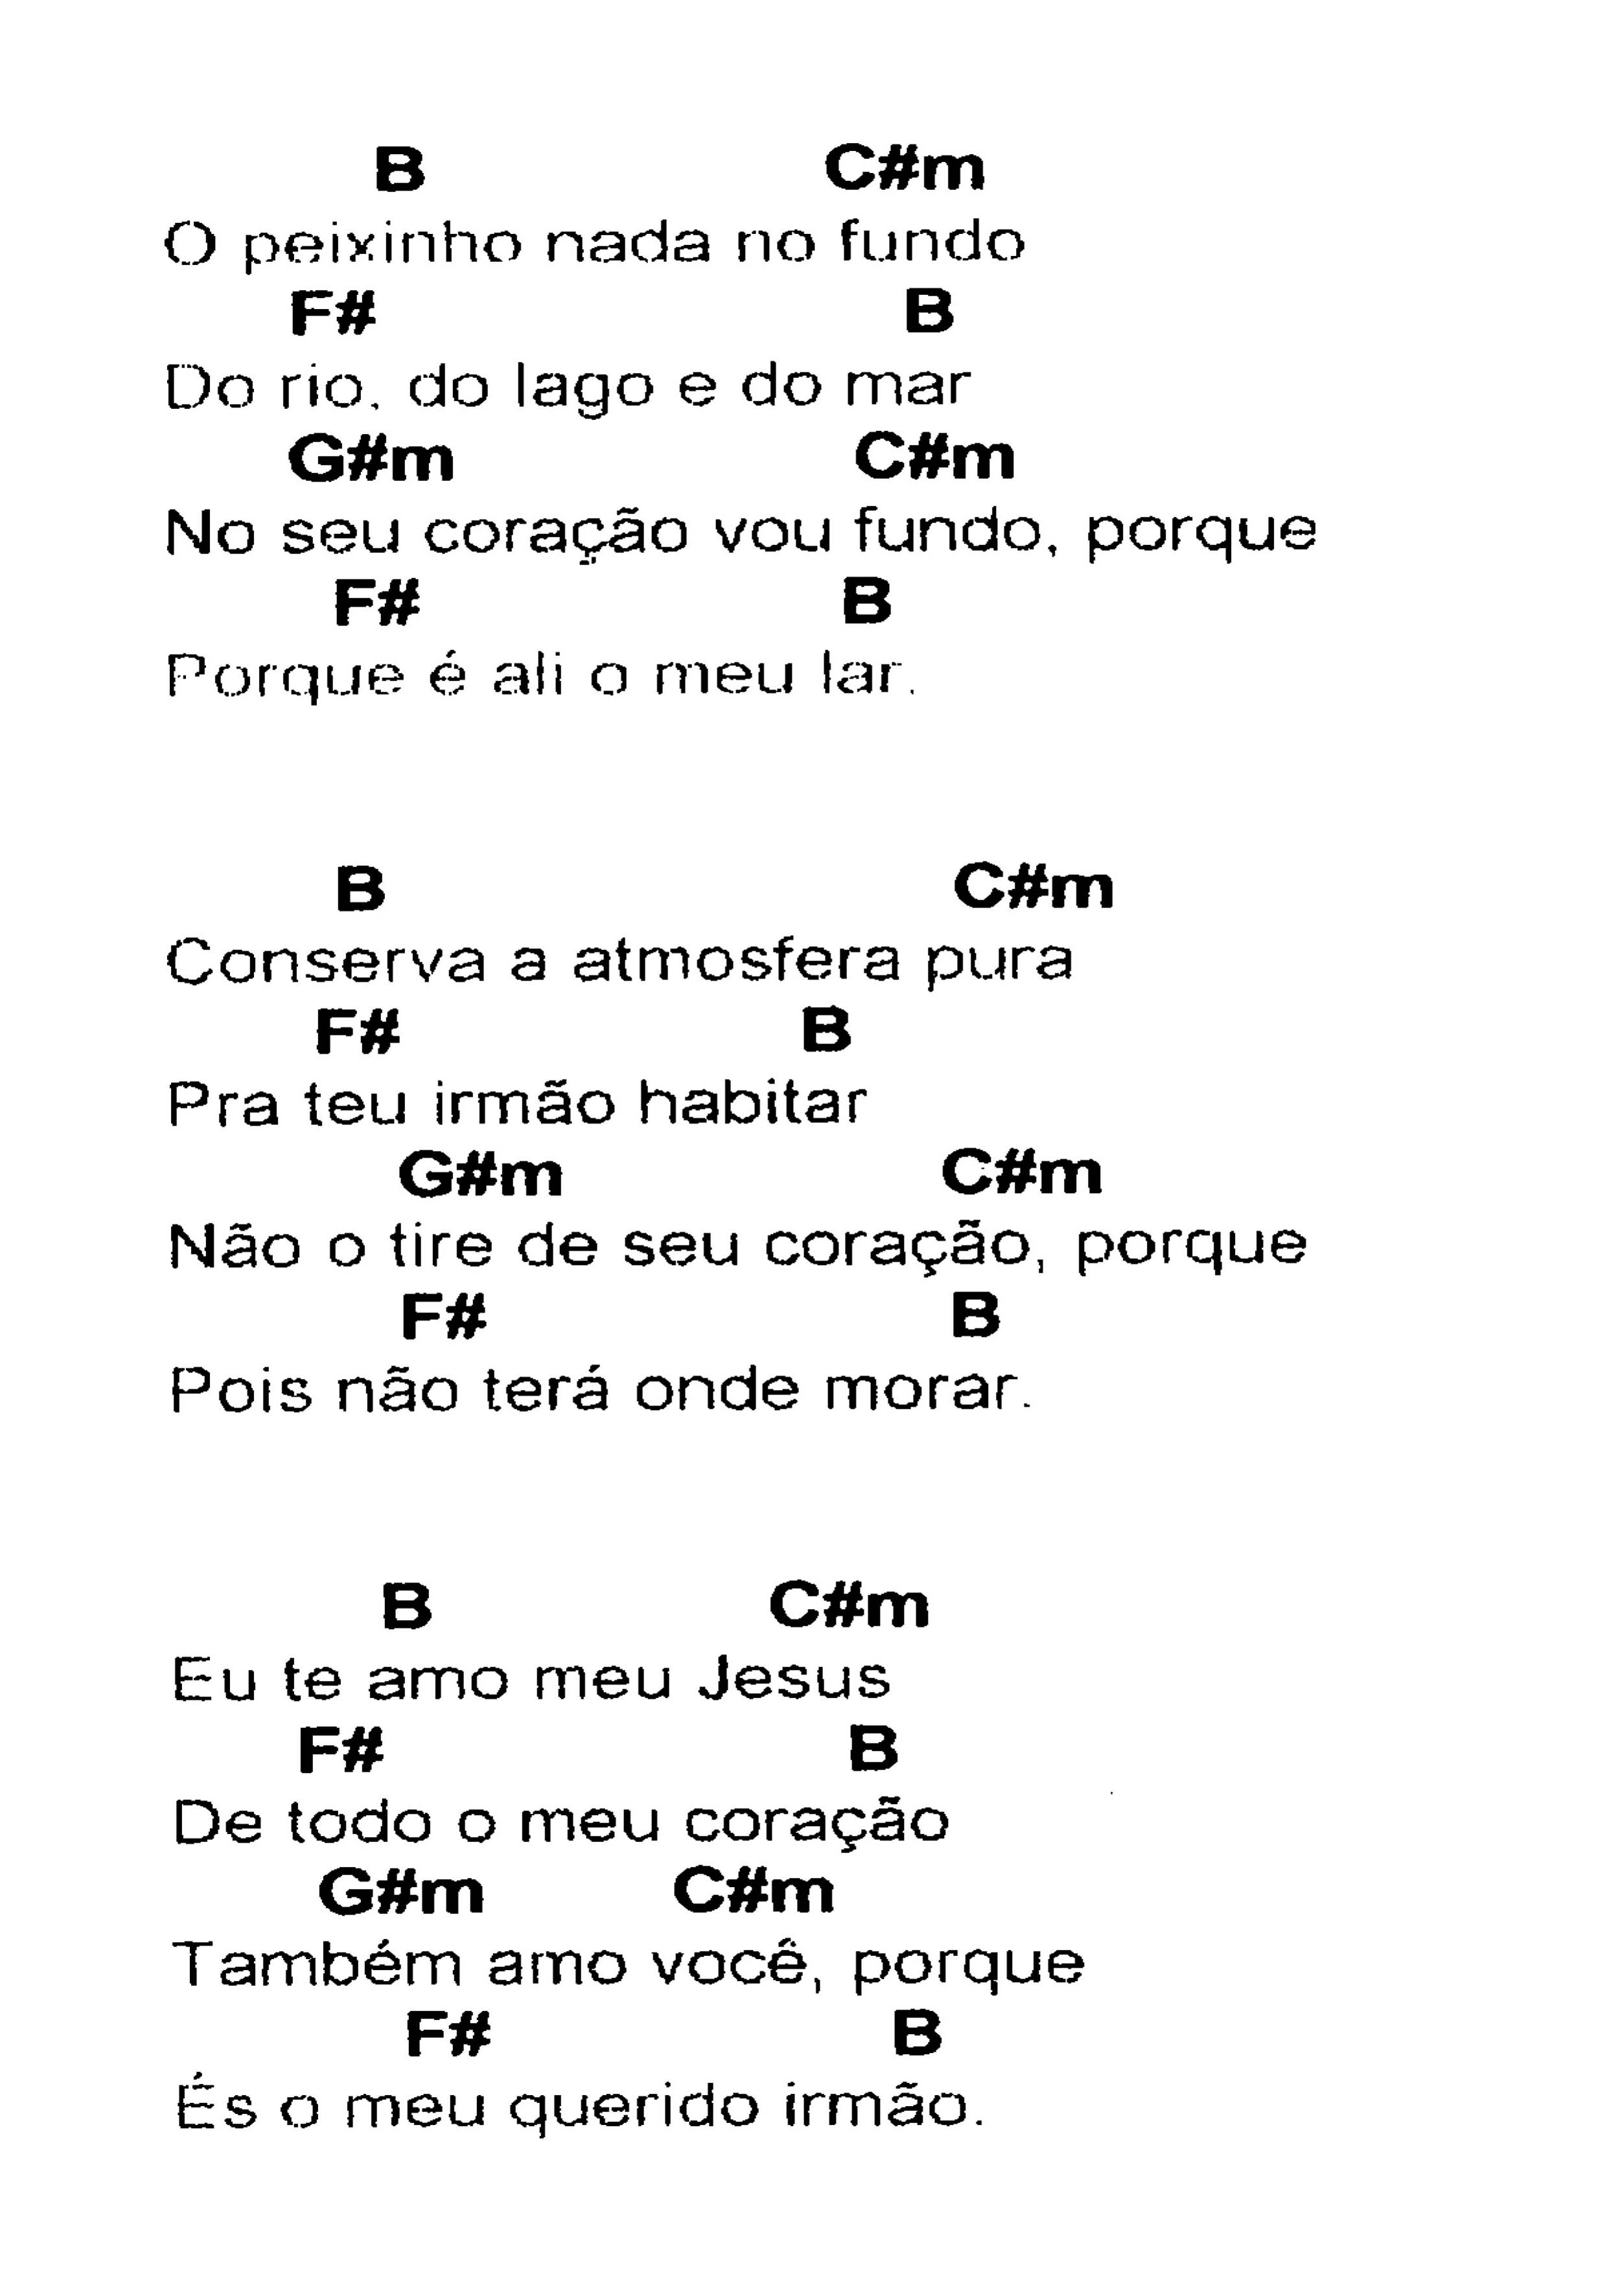 B C#m
O peixinho nada no fundo
F# B
Do rio, do lago e do mar
G#m C#m
No seu coração vou fundo, porque
F# B
Porque é ali o meu lar.
B C#m
Conserva a atmosfera pura
F# B
Pra teu irmão habitar
G#m C#m
Não o tire de seu coração, porque
F# B
Pois não terá onde morar.
B C#m
Eu te amo meu Jesus
F# B
De todo o meu coração
G#m C#m
Também amo você, porque
F# B
És o meu querido irmão.